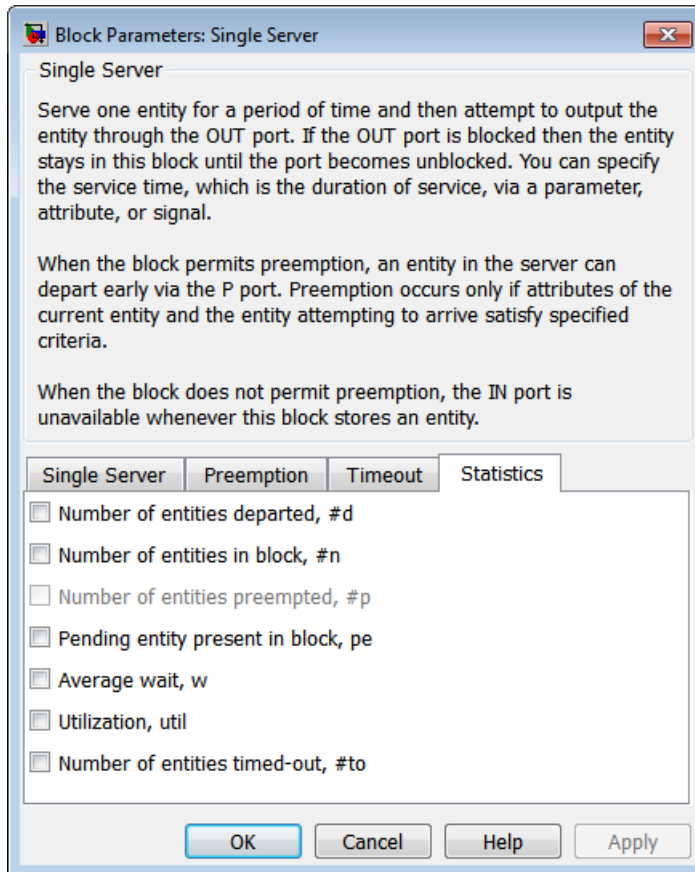 Block Parameters: Single Server
Single Server
Serve one entity for a period of time and then attempt to output the
entity through the OUT port. If the OUT port is blocked then the entity
stays in this block until the port becomes unblocked. You can specify
the service time, which is the duration of service, via a parameter,
attribute, or signal.
When the block permits preemption, an entity in the server can
depart early via the P port. Preemption occurs only if attributes of the
current entity and the entity attempting to arrive satisfy specified
criteria.
When the block does not permit preemption, the IN port is
unavailable whenever this block stores an entity.
Single Server Preemption Timeout Statistics
Number of entities departed, #d
Number of entities in block, #n
Number of entities preempted, #p
Pending entity present in block, pe
Average wait, w
Utilization, util
Number of entities timed-out, #to
OK Cancel Help Apply